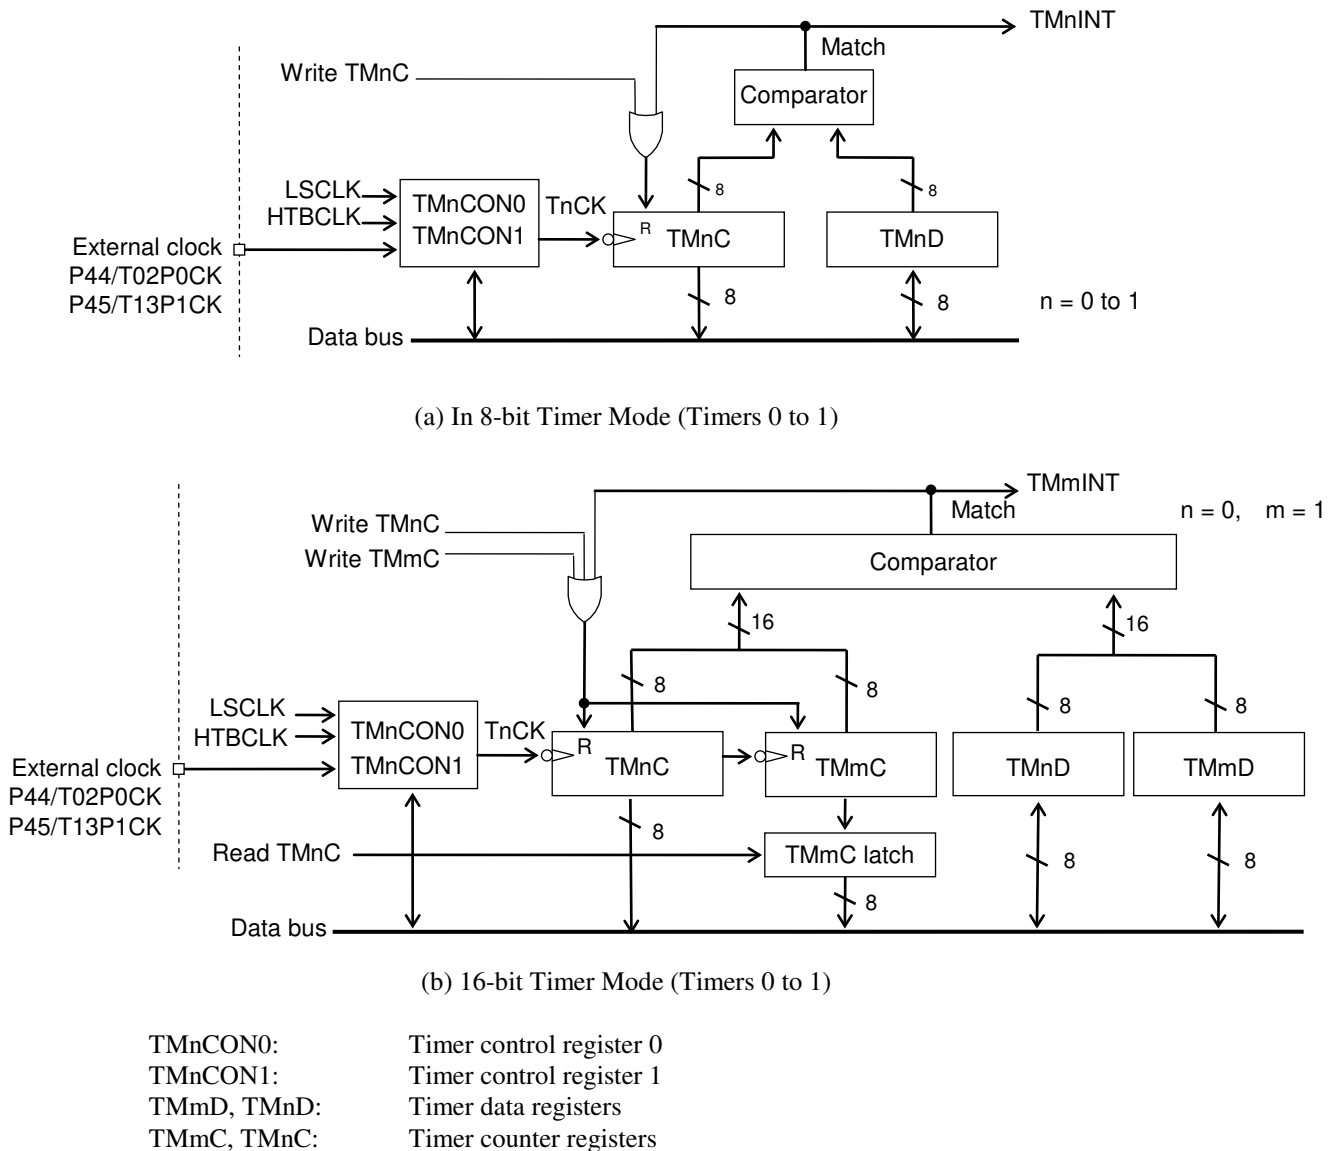 TMnINT
Match
Write TMnC
Comparator
LSCLK
HTBCLK
TMnCON0
TMnCON1
TnCK
R
TMnC
TMnD
8
8
External clock
P44/T02P0CK
P45/T13P1CK
8
8
n = 0 to 1
Data bus
(a) In 8-bit Timer Mode (Timers 0 to 1)
TMmINT
Match
n = 0, m = 1
Write TMnC
Write TMmC
Comparator
16
16
8
8
8
8
LSCLK
HTBCLK
TMnCON0
TMnCON1
TnCK
R
TMnC
R
TMmC
TMnD
TMmD
External clock
P44/T02P0CK
P45/T13P1CK
8
Read TMnC
TMmC latch
8
8
8
Data bus
(b) 16-bit Timer Mode (Timers 0 to 1)
TMnCON0: Timer control register 0
TMnCON1: Timer control register 1
TMmD, TMnD: Timer data registers
TMmC, TMnC: Timer counter registers